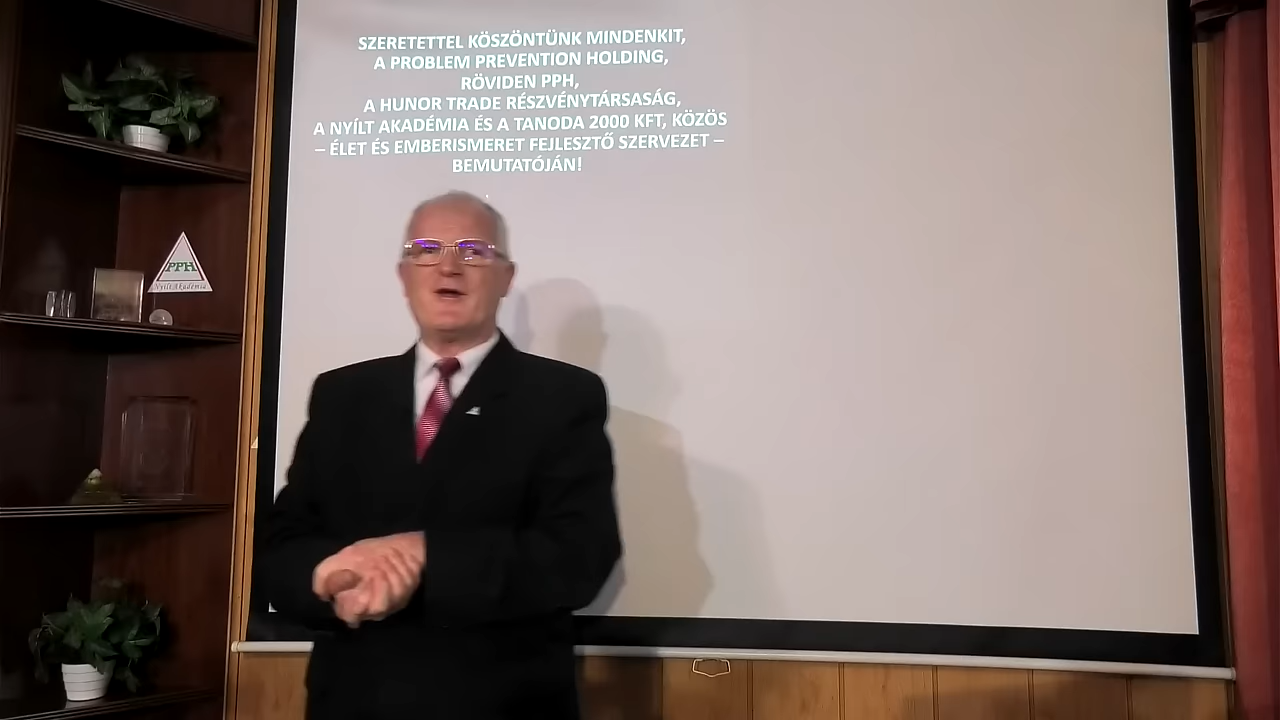 SZERETETTEL KÖSZÖNTÜNK MINDENKIT,
A PROBLEM PREVENTION HOLDING,
RÖVIDEN PPH,
A HUNOR TRADE RÉSZVÉNYTÁRSASÁG,
A NYÍLT AKADÉMIA ÉS A TANODA 2000 KFT, KÖZÖS
– ÉLET ÉS EMBERISMERET FEJLESZTŐ SZERVEZET –
BEMUTATÓJÁN!
PPH
Nyílt Akadémia